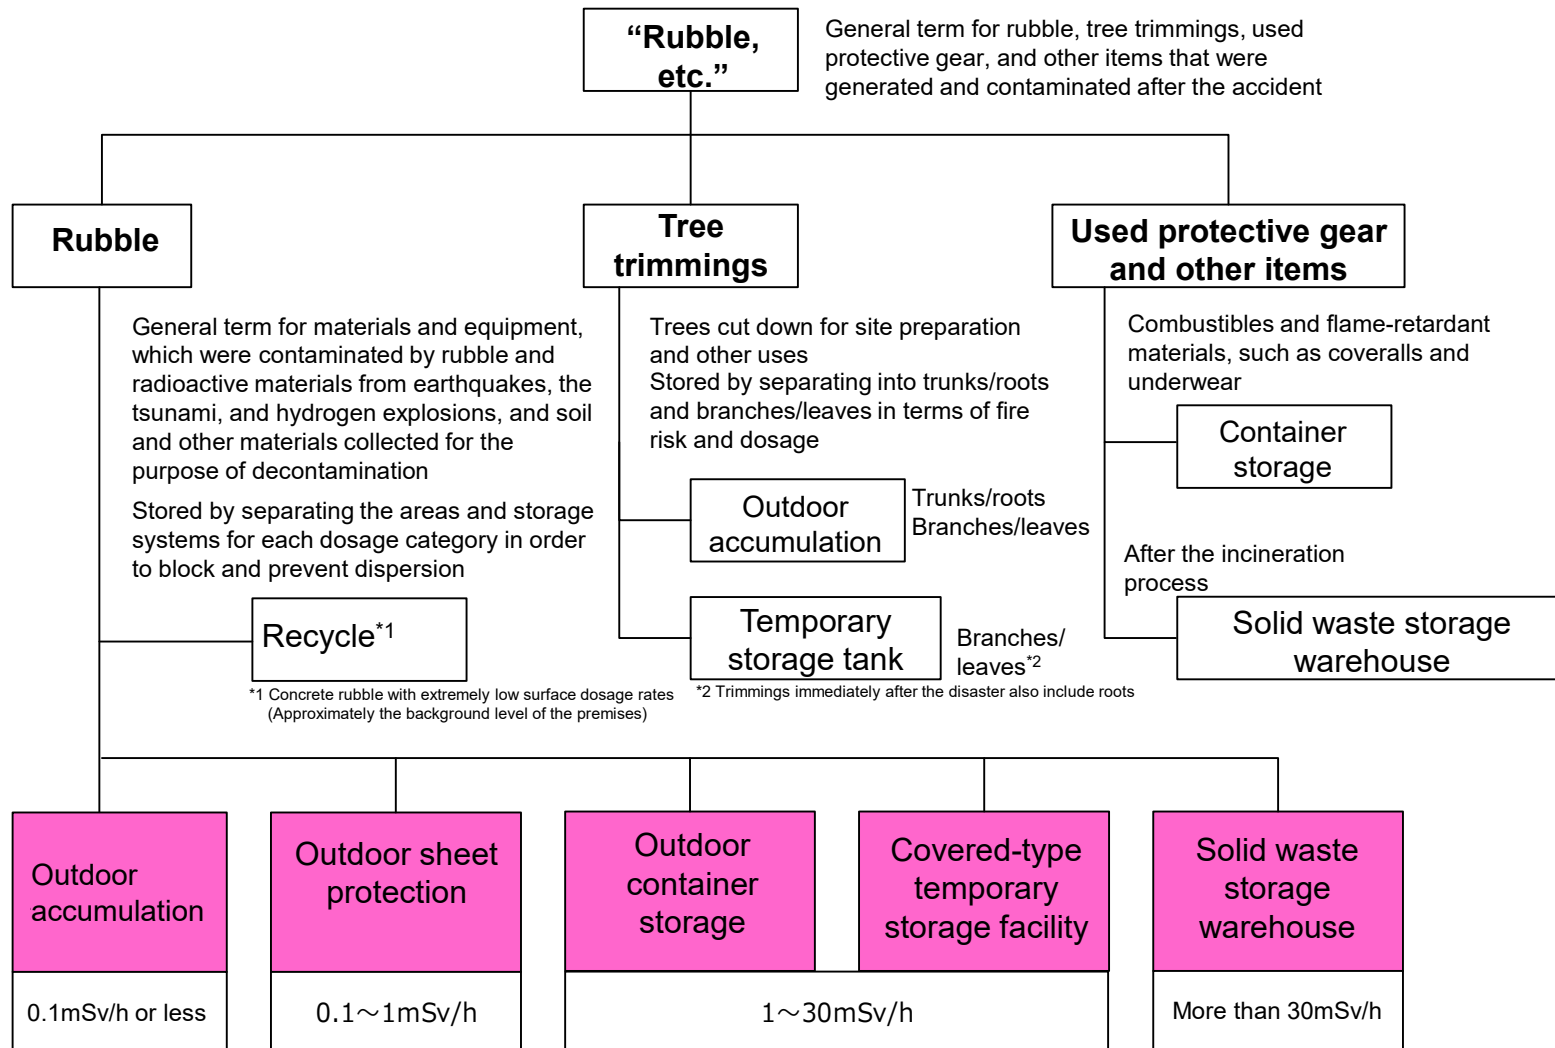 “Rubble,
etc.”
General term for rubble, tree trimmings, used
protective gear, and other items that were
generated and contaminated after the accident
Rubble
Tree
trimmings
Used protective gear
and other items
General term for materials and equipment,
which were contaminated by rubble and
radioactive materials from earthquakes, the
tsunami, and hydrogen explosions, and soil
and other materials collected for the
purpose of decontamination
Stored by separating the areas and storage
systems for each dosage category in order
to block and prevent dispersion
Recycle*1
*1 Concrete rubble with extremely low surface dosage rates
(Approximately the background level of the premises)
Trees cut down for site preparation
and other uses
Stored by separating into trunks/roots
and branches/leaves in terms of fire
risk and dosage
Outdoor
accumulation
Trunks/roots
Branches/leaves
Temporary
storage tank
Branches/
leaves*2
*2 Trimmings immediately after the disaster also include roots
Combustibles and flame-retardant
materials, such as coveralls and
underwear
Container
storage
After the incineration
process
Solid waste storage
warehouse
Outdoor
accumulation
Outdoor sheet
protection
Outdoor
container
storage
Covered-type
temporary
storage facility
Solid waste
storage
warehouse
0.1mSv/h or less
0.1～1mSv/h
1～30mSv/h
More than 30mSv/h